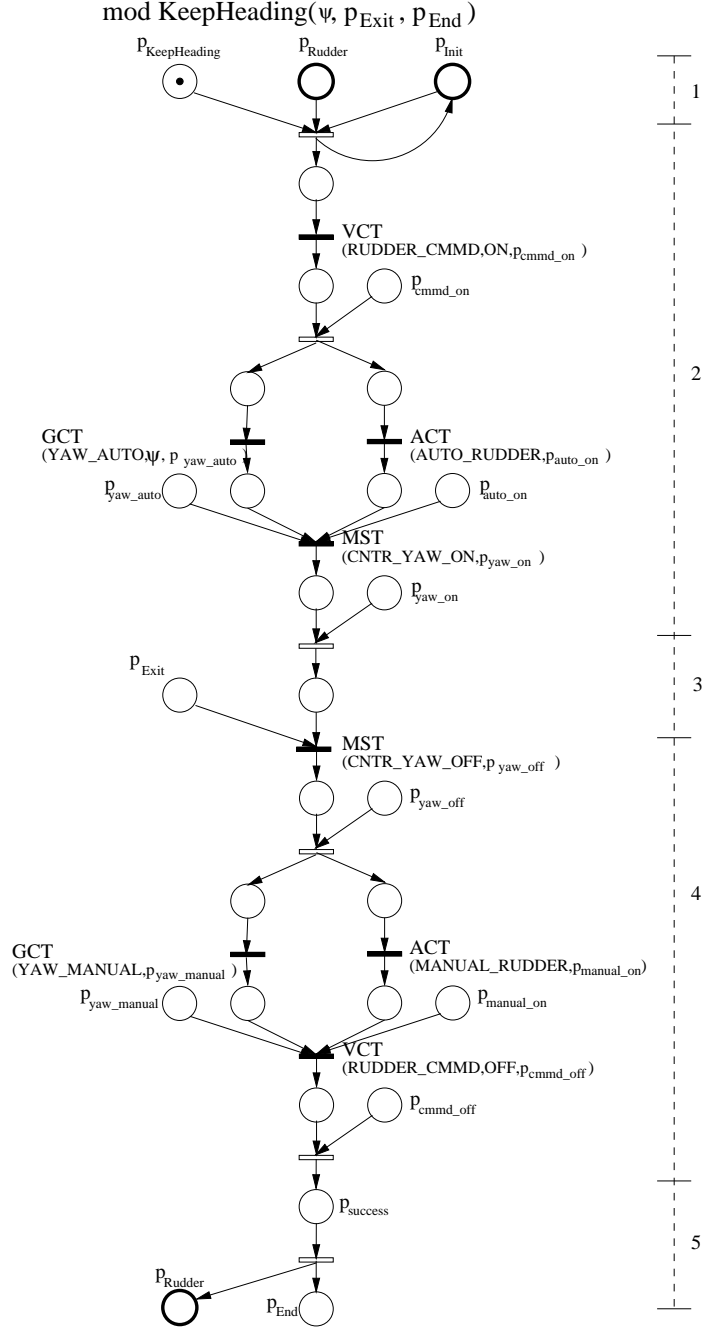 mod KeepHeading(ψ, p_Exit , p_End )
p_KeepHeading
p_Rudder
p_Init
1
VCT
(RUDDER_CMMD,ON,p_cmmd_on )
p_cmmd_on
2
GCT
(YAW_AUTO,ψ, p_yaw_auto )
ACT
(AUTO_RUDDER,p_auto_on )
p_yaw_auto
p_auto_on
MST
(CNTR_YAW_ON,p_yaw_on )
p_yaw_on
p_Exit
3
MST
(CNTR_YAW_OFF,p_yaw_off )
p_yaw_off
4
GCT
(YAW_MANUAL,p_yaw_manual )
ACT
(MANUAL_RUDDER,p_manual_on)
p_yaw_manual
p_manual_on
VCT
(RUDDER_CMMD,OFF,p_cmmd_off )
p_cmmd_off
p_success
5
p_Rudder
p_End